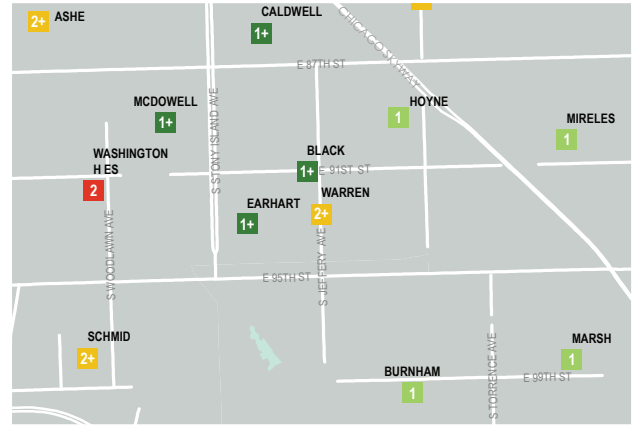 2+ ASHE
CALDWELL
1+
CHICAGO SKYWAY
E 87TH ST
MCDOWELL
1+
S STONY ISLAND AVE
HOYNE
1
MIRELES
1
WASHINGTON
H ES
2
BLACK
1+
E 91ST ST
EARHART
1+
WARREN
2+
S WOODLAWN AVE
S JEFFERY AVE
E 95TH ST
SCHMID
2+
S TORRENCE AVE
MARSH
1
BURNHAM
1
E 99TH ST